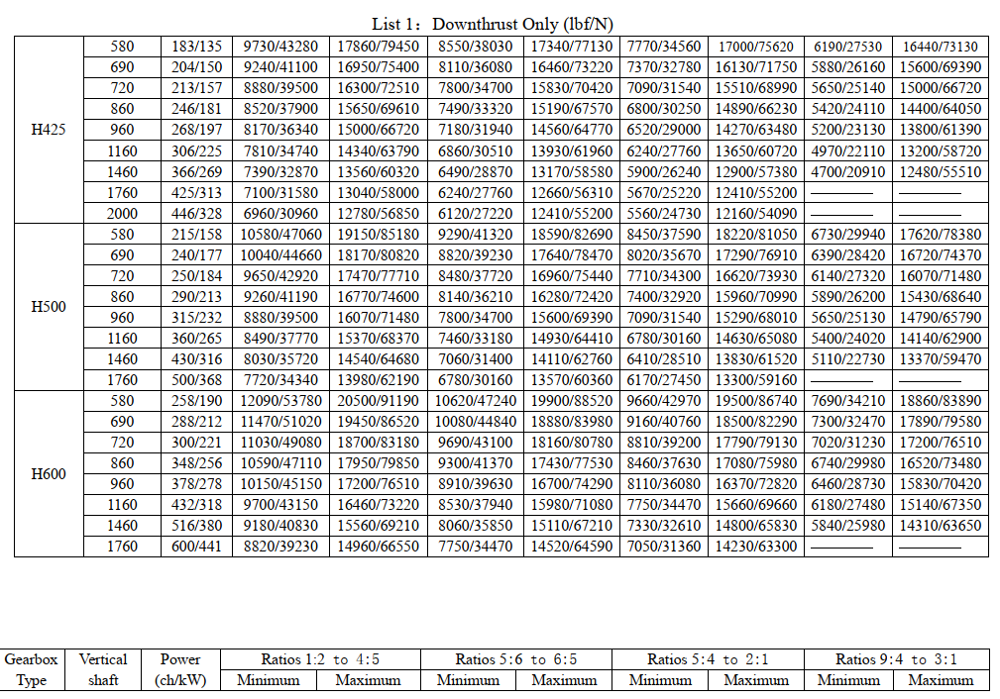 List 1：Downthrust Only (lbf/N)
580 183/135 9730/43280 17860/79450 8550/38030 17340/77130 7770/34560 17000/75620 6190/27530 16440/73130
690 204/150 9240/41100 16950/75400 8110/36080 16460/73220 7370/32780 16130/71750 5880/26160 15600/69390
720 213/157 8880/39500 16300/72510 7800/34700 15830/70420 7090/31540 15510/68990 5650/25140 15000/66720
860 246/181 8520/37900 15650/69610 7490/33320 15190/67570 6800/30250 14890/66230 5420/24110 14400/64050
H425 960 268/197 8170/36340 15000/66720 7180/31940 14560/64770 6520/29000 14270/63480 5200/23130 13800/61390
1160 306/225 7810/34740 14340/63790 6860/30510 13930/61960 6240/27760 13650/60720 4970/22110 13200/58720
1460 366/269 7390/32870 13560/60320 6490/28870 13170/58580 5900/26240 12900/57380 4700/20910 12480/55510
1760 425/313 7100/31580 13040/58000 6240/27760 12660/56310 5670/25220 12410/55200 —— ——
2000 446/328 6960/30960 12780/56850 6120/27220 12410/55200 5560/24730 12160/54090 —— ——
580 215/158 10580/47060 19150/85180 9290/41320 18590/82690 8450/37590 18220/81050 6730/29940 17620/78380
690 240/177 10040/44660 18170/80820 8820/39230 17640/78470 8020/35670 17290/76910 6390/28420 16720/74370
720 250/184 9650/42920 17470/77710 8480/37720 16960/75440 7710/34300 16620/73930 6140/27320 16070/71480
H500 860 290/213 9260/41190 16770/74600 8140/36210 16280/72420 7400/32920 15960/70990 5890/26200 15430/68640
960 315/232 8880/39500 16070/71480 7800/34700 15600/69390 7090/31540 15290/68010 5650/25130 14790/65790
1160 360/265 8490/37770 15370/68370 7460/33180 14930/64410 6780/30160 14630/65080 5400/24020 14140/62900
1460 430/316 8030/35720 14540/64680 7060/31400 14110/62760 6410/28510 13830/61520 5110/22730 13370/59470
1760 500/368 7720/34340 13980/62190 6780/30160 13570/60360 6170/27450 13300/59160 —— ——
580 258/190 12090/53780 20500/91190 10620/47240 19900/88520 9660/42970 19500/86740 7690/34210 18860/83890
690 288/212 11470/51020 19450/86520 10080/44840 18880/83980 9160/40760 18500/82290 7300/32470 17890/79580
720 300/221 11030/49080 18700/83180 9690/43100 18160/80780 8810/39200 17790/79130 7020/31230 17200/76510
860 348/256 10590/47110 17950/79850 9300/41370 17430/77530 8460/37630 17080/75980 6740/29980 16520/73480
H600 960 378/278 10150/45150 17200/76510 8910/39630 16700/74290 8110/36080 16370/72820 6460/28730 15830/70420
1160 432/318 9700/43150 16460/73220 8530/37940 15980/71080 7750/34470 15660/69660 6180/27480 15140/67350
1460 516/380 9180/40830 15560/69210 8060/35850 15110/67210 7330/32610 14800/65830 5840/25980 14310/63650
1760 600/441 8820/39230 14960/66550 7750/34470 14520/64590 7050/31360 14230/63300 —— ——
Gearbox Vertical Power Ratios 1:2 to 4:5 Ratios 5:6 to 6:5 Ratios 5:4 to 2:1 Ratios 9:4 to 3:1
Type shaft (ch/kW) Minimum Maximum Minimum Maximum Minimum Maximum Minimum Maximum